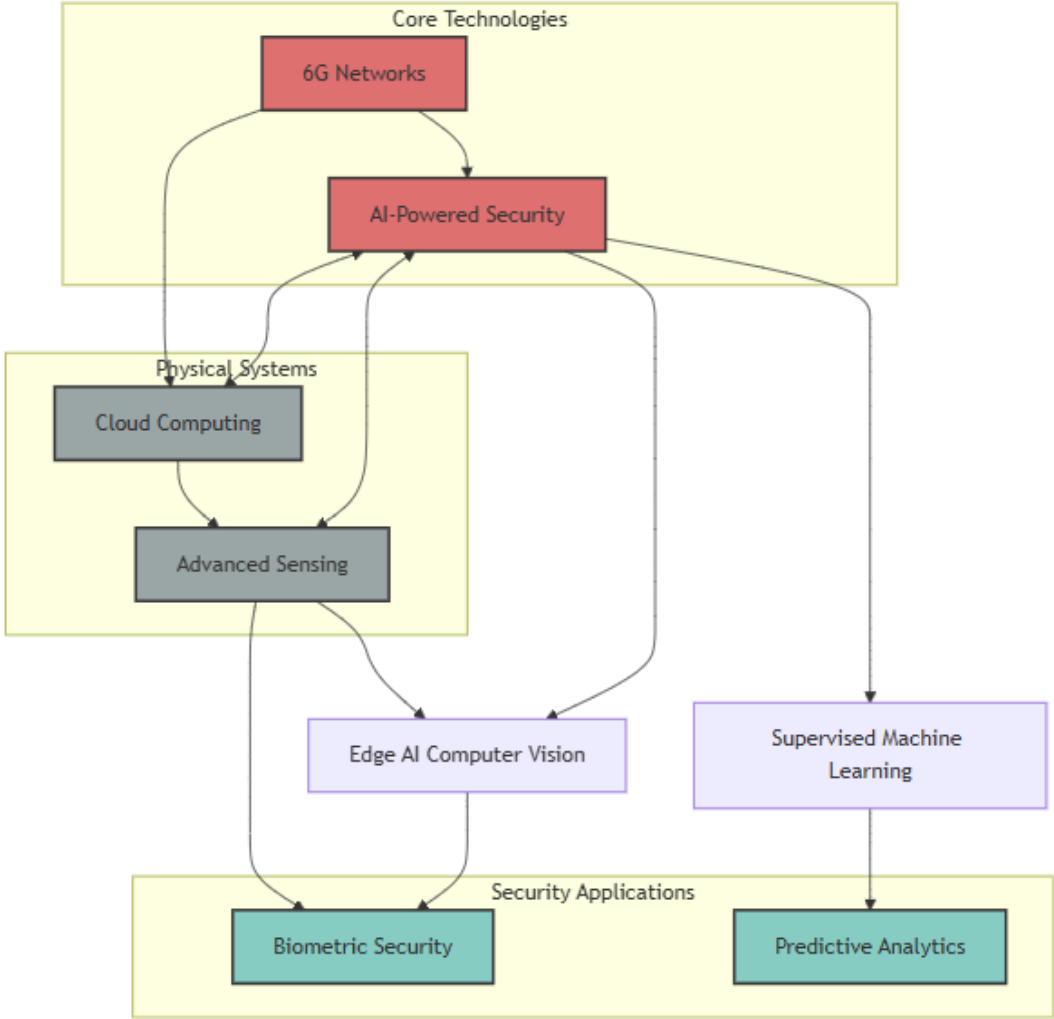 Core Technologies
6G Networks
AI-Powered Security
Physical Systems
Cloud Computing
Advanced Sensing
Edge AI Computer Vision
Supervised Machine
Learning
Security Applications
Biometric Security
Predictive Analytics